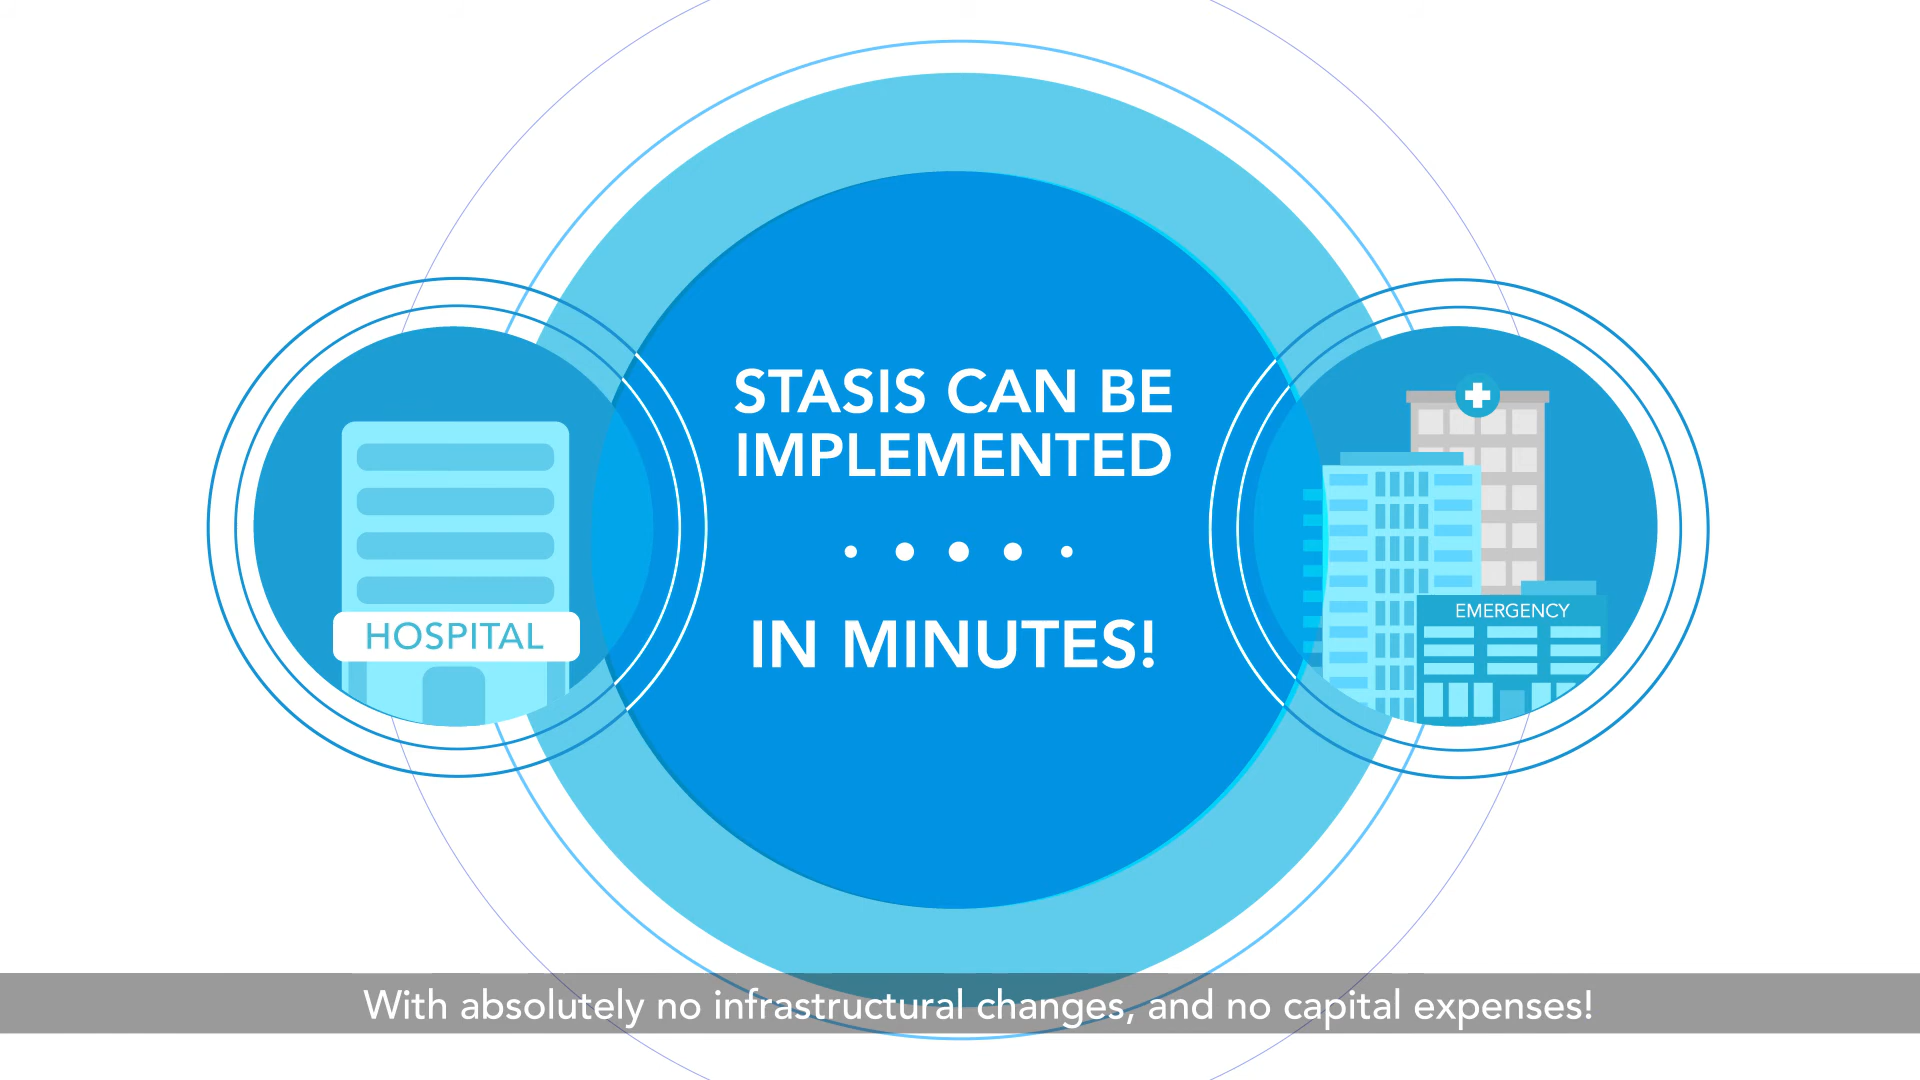 STASIS CAN BE
IMPLEMENTED
IN MINUTES!
HOSPITAL
EMERGENCY
With absolutely no infrastructural changes, and no capital expenses!